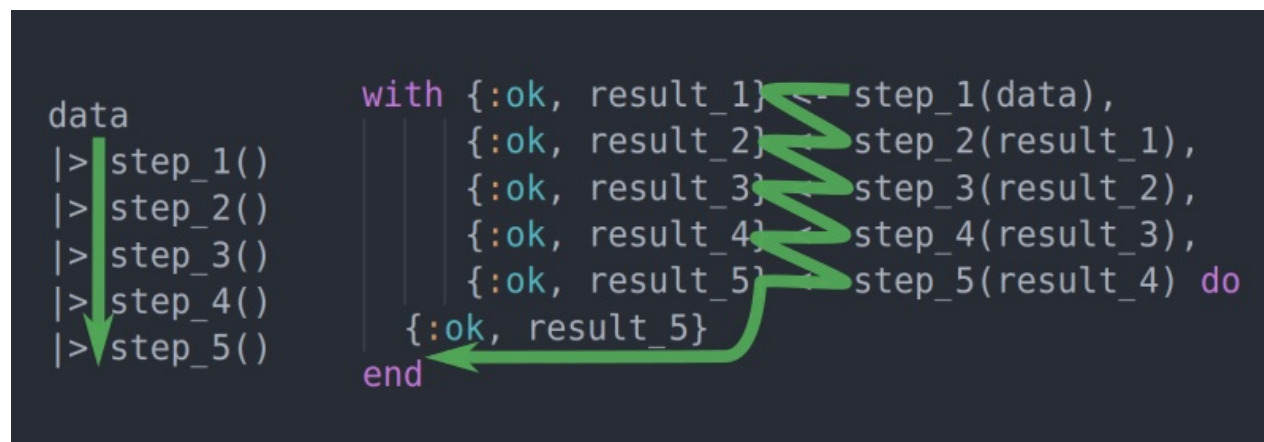 data
|> step_1()
|> step_2()
|> step_3()
|> step_4()
|> step_5()
with {:ok, result_1} <- step_1(data),
{:ok, result_2} <- step_2(result_1),
{:ok, result_3} <- step_3(result_2),
{:ok, result_4} <- step_4(result_3),
{:ok, result_5} <- step_5(result_4) do
{:ok, result_5}
end